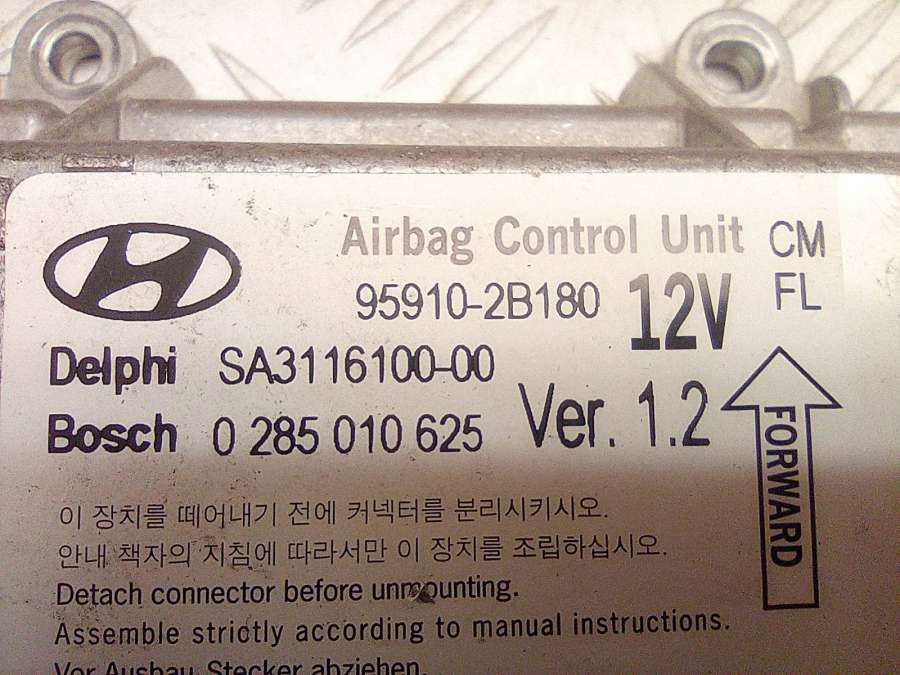 Airbag Control Unit CM
95910-2B180 12V FL
Delphi SA3116100-00
Bosch 0 285 010 625 Ver. 1.2
FORWARD
이 장치를 떼어내기 전에 커넥터를 분리시키시오.
안내 책자의 지침에 따라서만 이 장치를 조립하십시오.
Detach connector before unmounting.
Assemble strictly according to manual instructions.
Vor Ausbau Stecker abziehen.